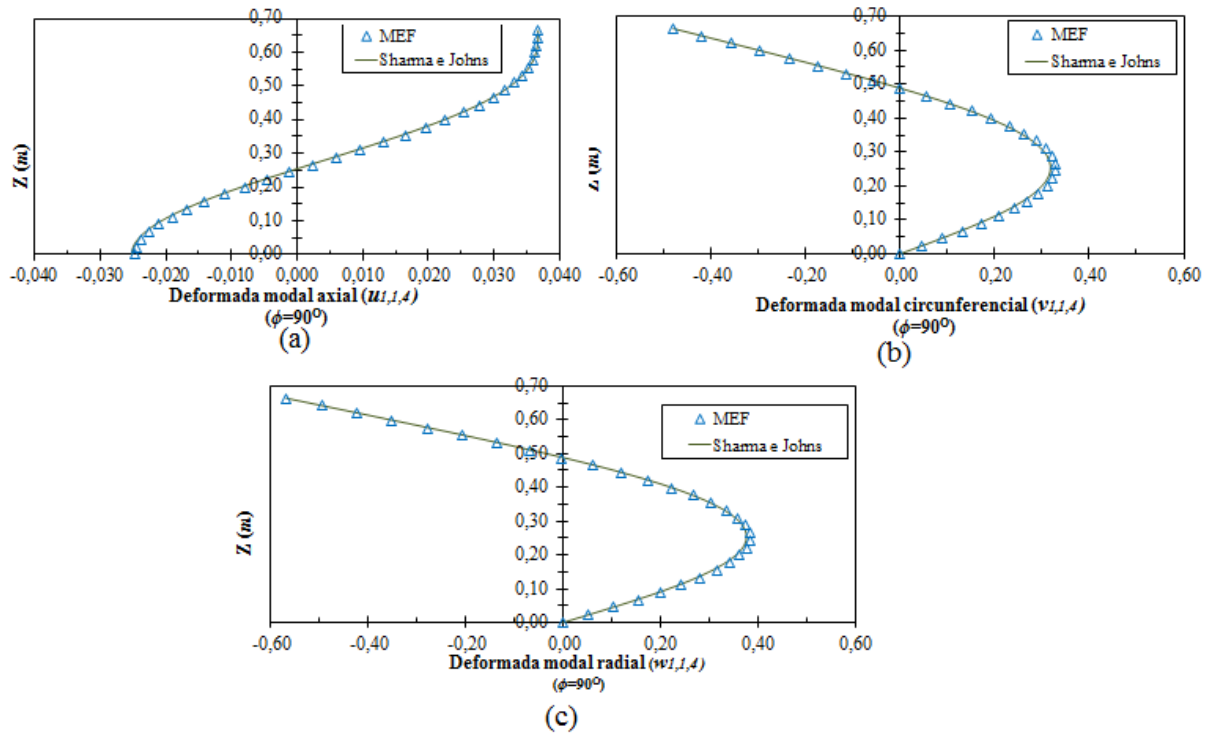 0,70
0,60
0,50
0,40
0,30
0,20
0,10
0,00
Z (m)
MEF
Sharma e Johns
-0,040 -0,030 -0,020 -0,010 0,000 0,010 0,020 0,030 0,040
Deformada modal axial (u1,1,4)
(ϕ=90º)
(a)
0,70
0,60
0,50
0,40
0,30
0,20
0,10
0,00
Z (m)
MEF
Sharma e Johns
-0,60 -0,40 -0,20 0,00 0,20 0,40 0,60
Deformada modal circunferencial (v1,1,4)
(ϕ=90º)
(b)
0,70
0,60
0,50
0,40
0,30
0,20
0,10
0,00
Z (m)
MEF
Sharma e Johns
-0,60 -0,40 -0,20 0,00 0,20 0,40 0,60
Deformada modal radial (w1,1,4)
(ϕ=90º)
(c)